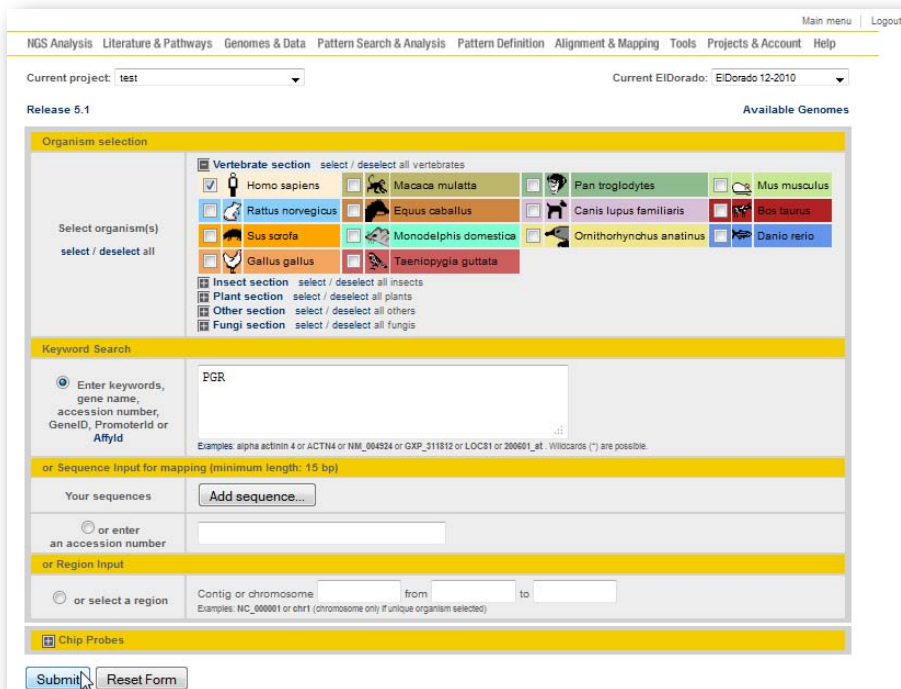 Main menu | Logout
NGS Analysis Literature & Pathways Genomes & Data Pattern Search & Analysis Pattern Definition Alignment & Mapping Tools Projects & Account Help
Current project: test Current ElDorado: ElDorado 12-2010
Release 5.1 Available Genomes
Organism selection
Select organism(s)
select / deselect all
Vertebrate section select / deselect all vertebrates
Homo sapiens Macaca mulatta Pan troglodytes Mus musculus
Rattus norvegicus Equus caballus Canis lupus familiaris Bos taurus
Sus scrofa Monodelphis domestica Ornithorhynchus anatinus Danio rerio
Gallus gallus Taeniopygia guttata
Insect section select / deselect all insects
Plant section select / deselect all plants
Other section select / deselect all others
Fungi section select / deselect all fungis
Keyword Search
Enter keywords,
gene name,
accession number,
GeneID, PromoterId or
AffyId
PGR
Examples: alpha actinin 4 or ACTN4 or NM_004924 or GXP_311812 or LOC81 or 200601_at . Wildcards (*) are possible.
or Sequence Input for mapping (minimum length: 15 bp)
Your sequences Add sequence...
or enter
an accession number
or Region Input
or select a region Contig or chromosome from to
Examples: NC_000001 or chr1 (chromosome only if unique organism selected)
Chip Probes
Submit Reset Form